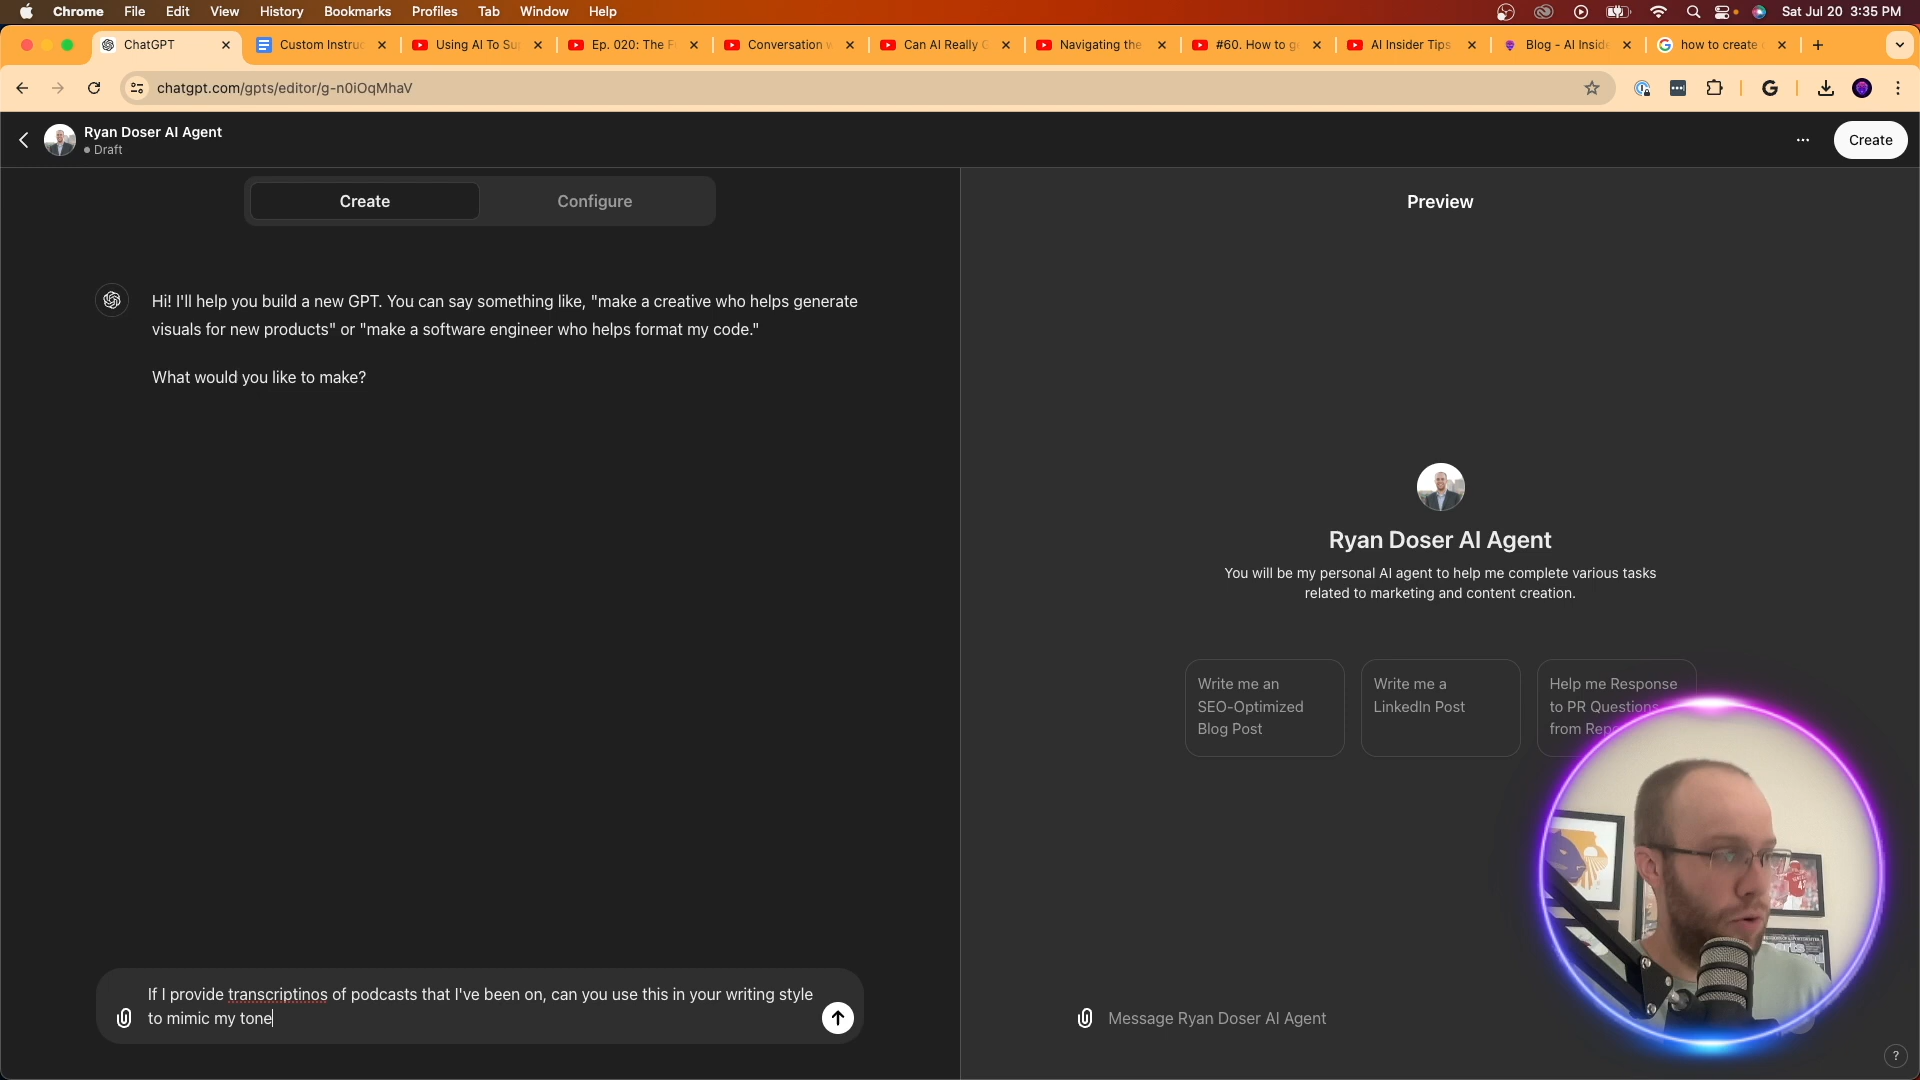 Chrome File Edit View History Bookmarks Profiles Tab Window Help
Sat Jul 20 3:35 PM
ChatGPT
Custom Instruc
Using AI To Su
Ep. 020: The F
Conversation
Can AI Really
Navigating the
#60. How to g
AI Insider Tips
Blog - AI Inside
how to create
chatgpt.com/gpts/editor/g-n0iOqMhaV
Ryan Doser AI Agent
Draft
Create
Create
Configure
Preview
Hi! I'll help you build a new GPT. You can say something like, "make a creative who helps generate
visuals for new products" or "make a software engineer who helps format my code."
What would you like to make?
Ryan Doser AI Agent
You will be my personal AI agent to help me complete various tasks
related to marketing and content creation.
Write me an
SEO-Optimized
Blog Post
Write me a
LinkedIn Post
Help me Response
to PR Questions
from
If I provide transcriptinos of podcasts that I've been on, can you use this in your writing style
to mimic my tone
Message Ryan Doser AI Agent
?